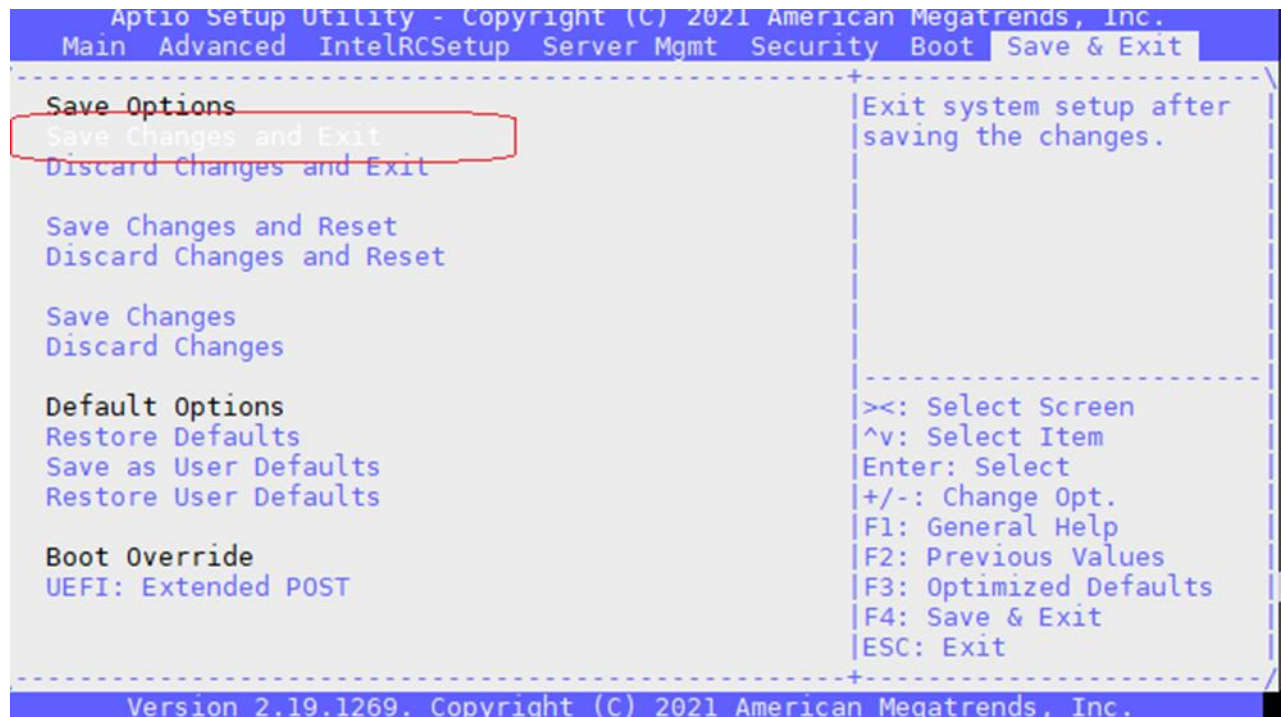 Aptio Setup Utility - Copyright (C) 2021 American Megatrends, Inc.
Main Advanced IntelRCSetup Server Mgmt Security Boot Save & Exit
Save Options
Save Changes and Exit
Discard Changes and Exit
Save Changes and Reset
Discard Changes and Reset
Save Changes
Discard Changes
Default Options
Restore Defaults
Save as User Defaults
Restore User Defaults
Boot Override
UEFI: Extended POST
Exit system setup after
saving the changes.
><: Select Screen
^v: Select Item
Enter: Select
+/-: Change Opt.
F1: General Help
F2: Previous Values
F3: Optimized Defaults
F4: Save & Exit
ESC: Exit
Version 2.19.1269. Copyright (C) 2021 American Megatrends, Inc.